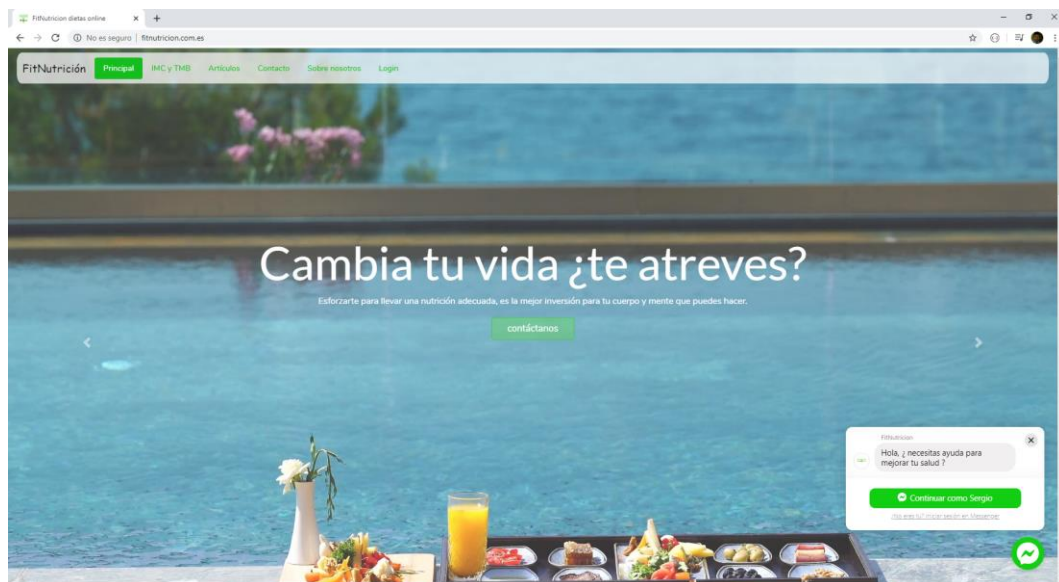 FitNutricion dietas online
No es seguro | fitnutricion.com.es
FitNutrición Principal IMC y TMB Artículos Contacto Sobre nosotros Login
Cambia tu vida ¿te atreves?
Esforzarte para llevar una nutrición adecuada, es la mejor inversión para tu cuerpo y mente que puedes hacer.
contáctanos
FitNutrician
Hola, ¿ necesitas ayuda para
mejorar tu salud ?
Continuar como Sergio
¿No eres tú? Iniciar sesión en Messenger